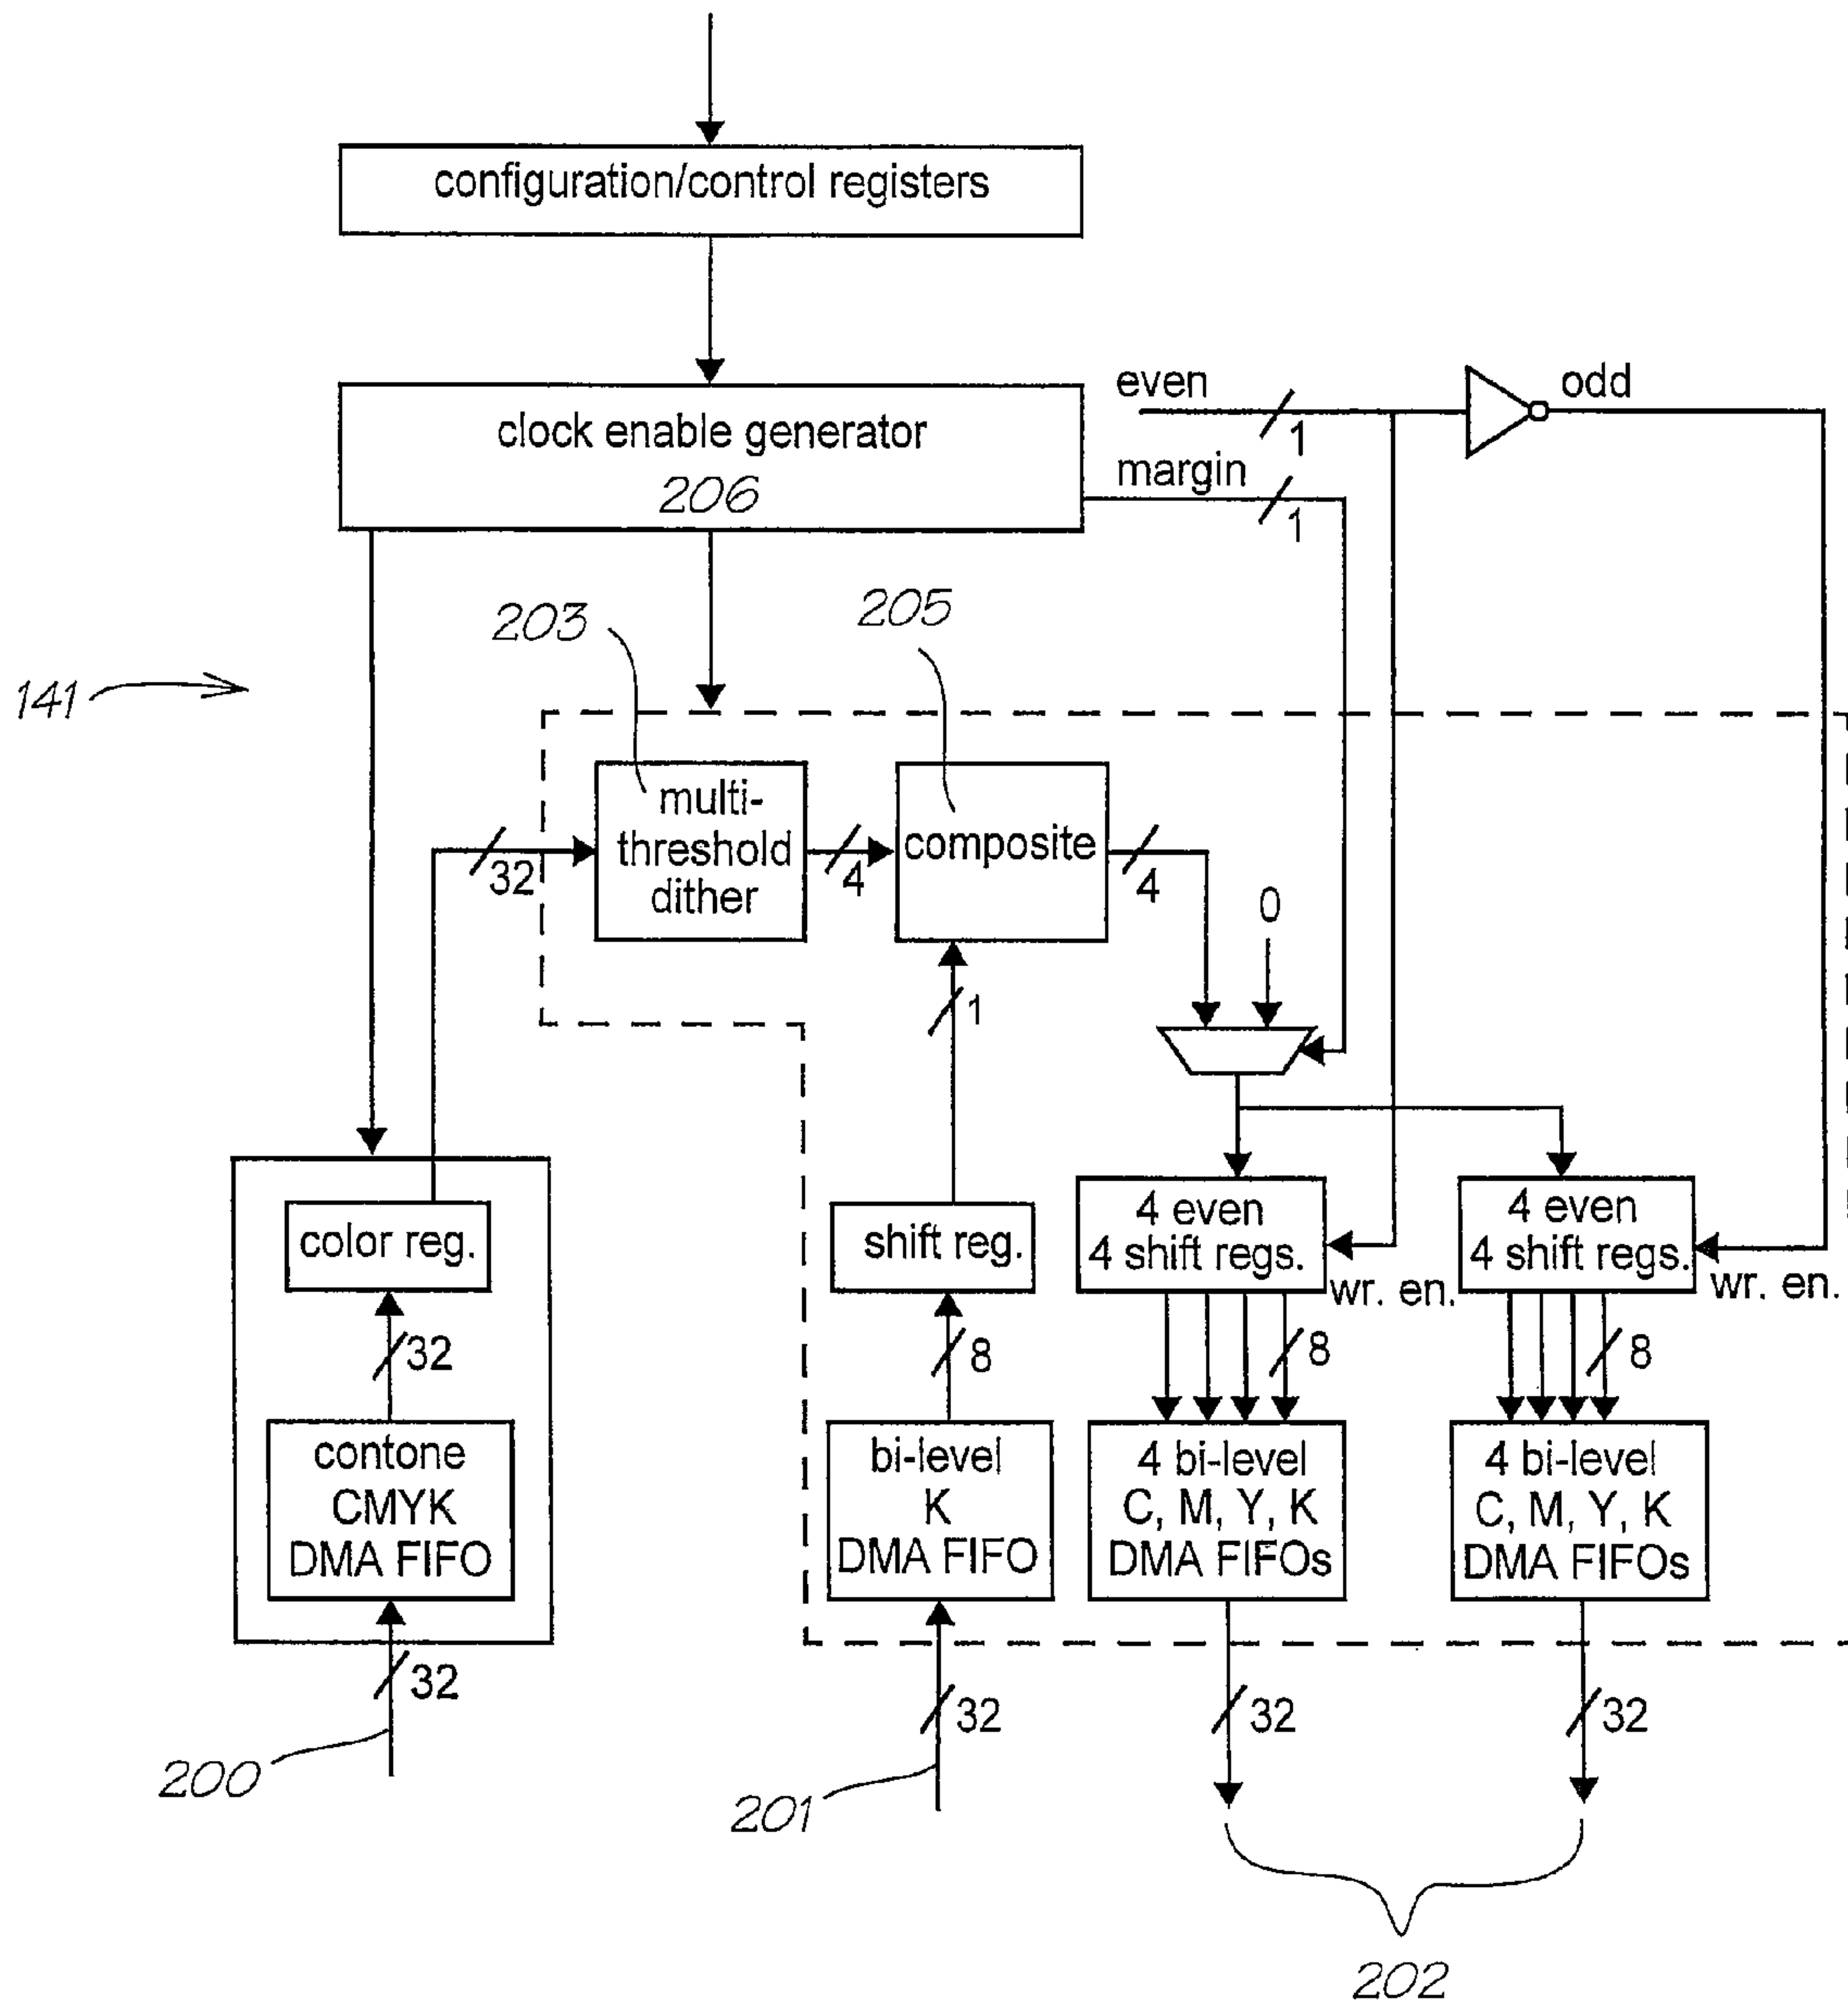 configuration/control registers
clock enable generator
206
even
1
odd
margin
1
203
205
141
multi-
threshold
dither
composite
32
4
4
0
1
color reg.
shift reg.
4 even
4 shift regs.
wr. en.
4 even
4 shift regs.
wr. en.
32
8
8
8
contone
CMYK
DMA FIFO
bi-level
K
DMA FIFO
4 bi-level
C, M, Y, K
DMA FIFOs
4 bi-level
C, M, Y, K
DMA FIFOs
32
32
32
32
200
201
202